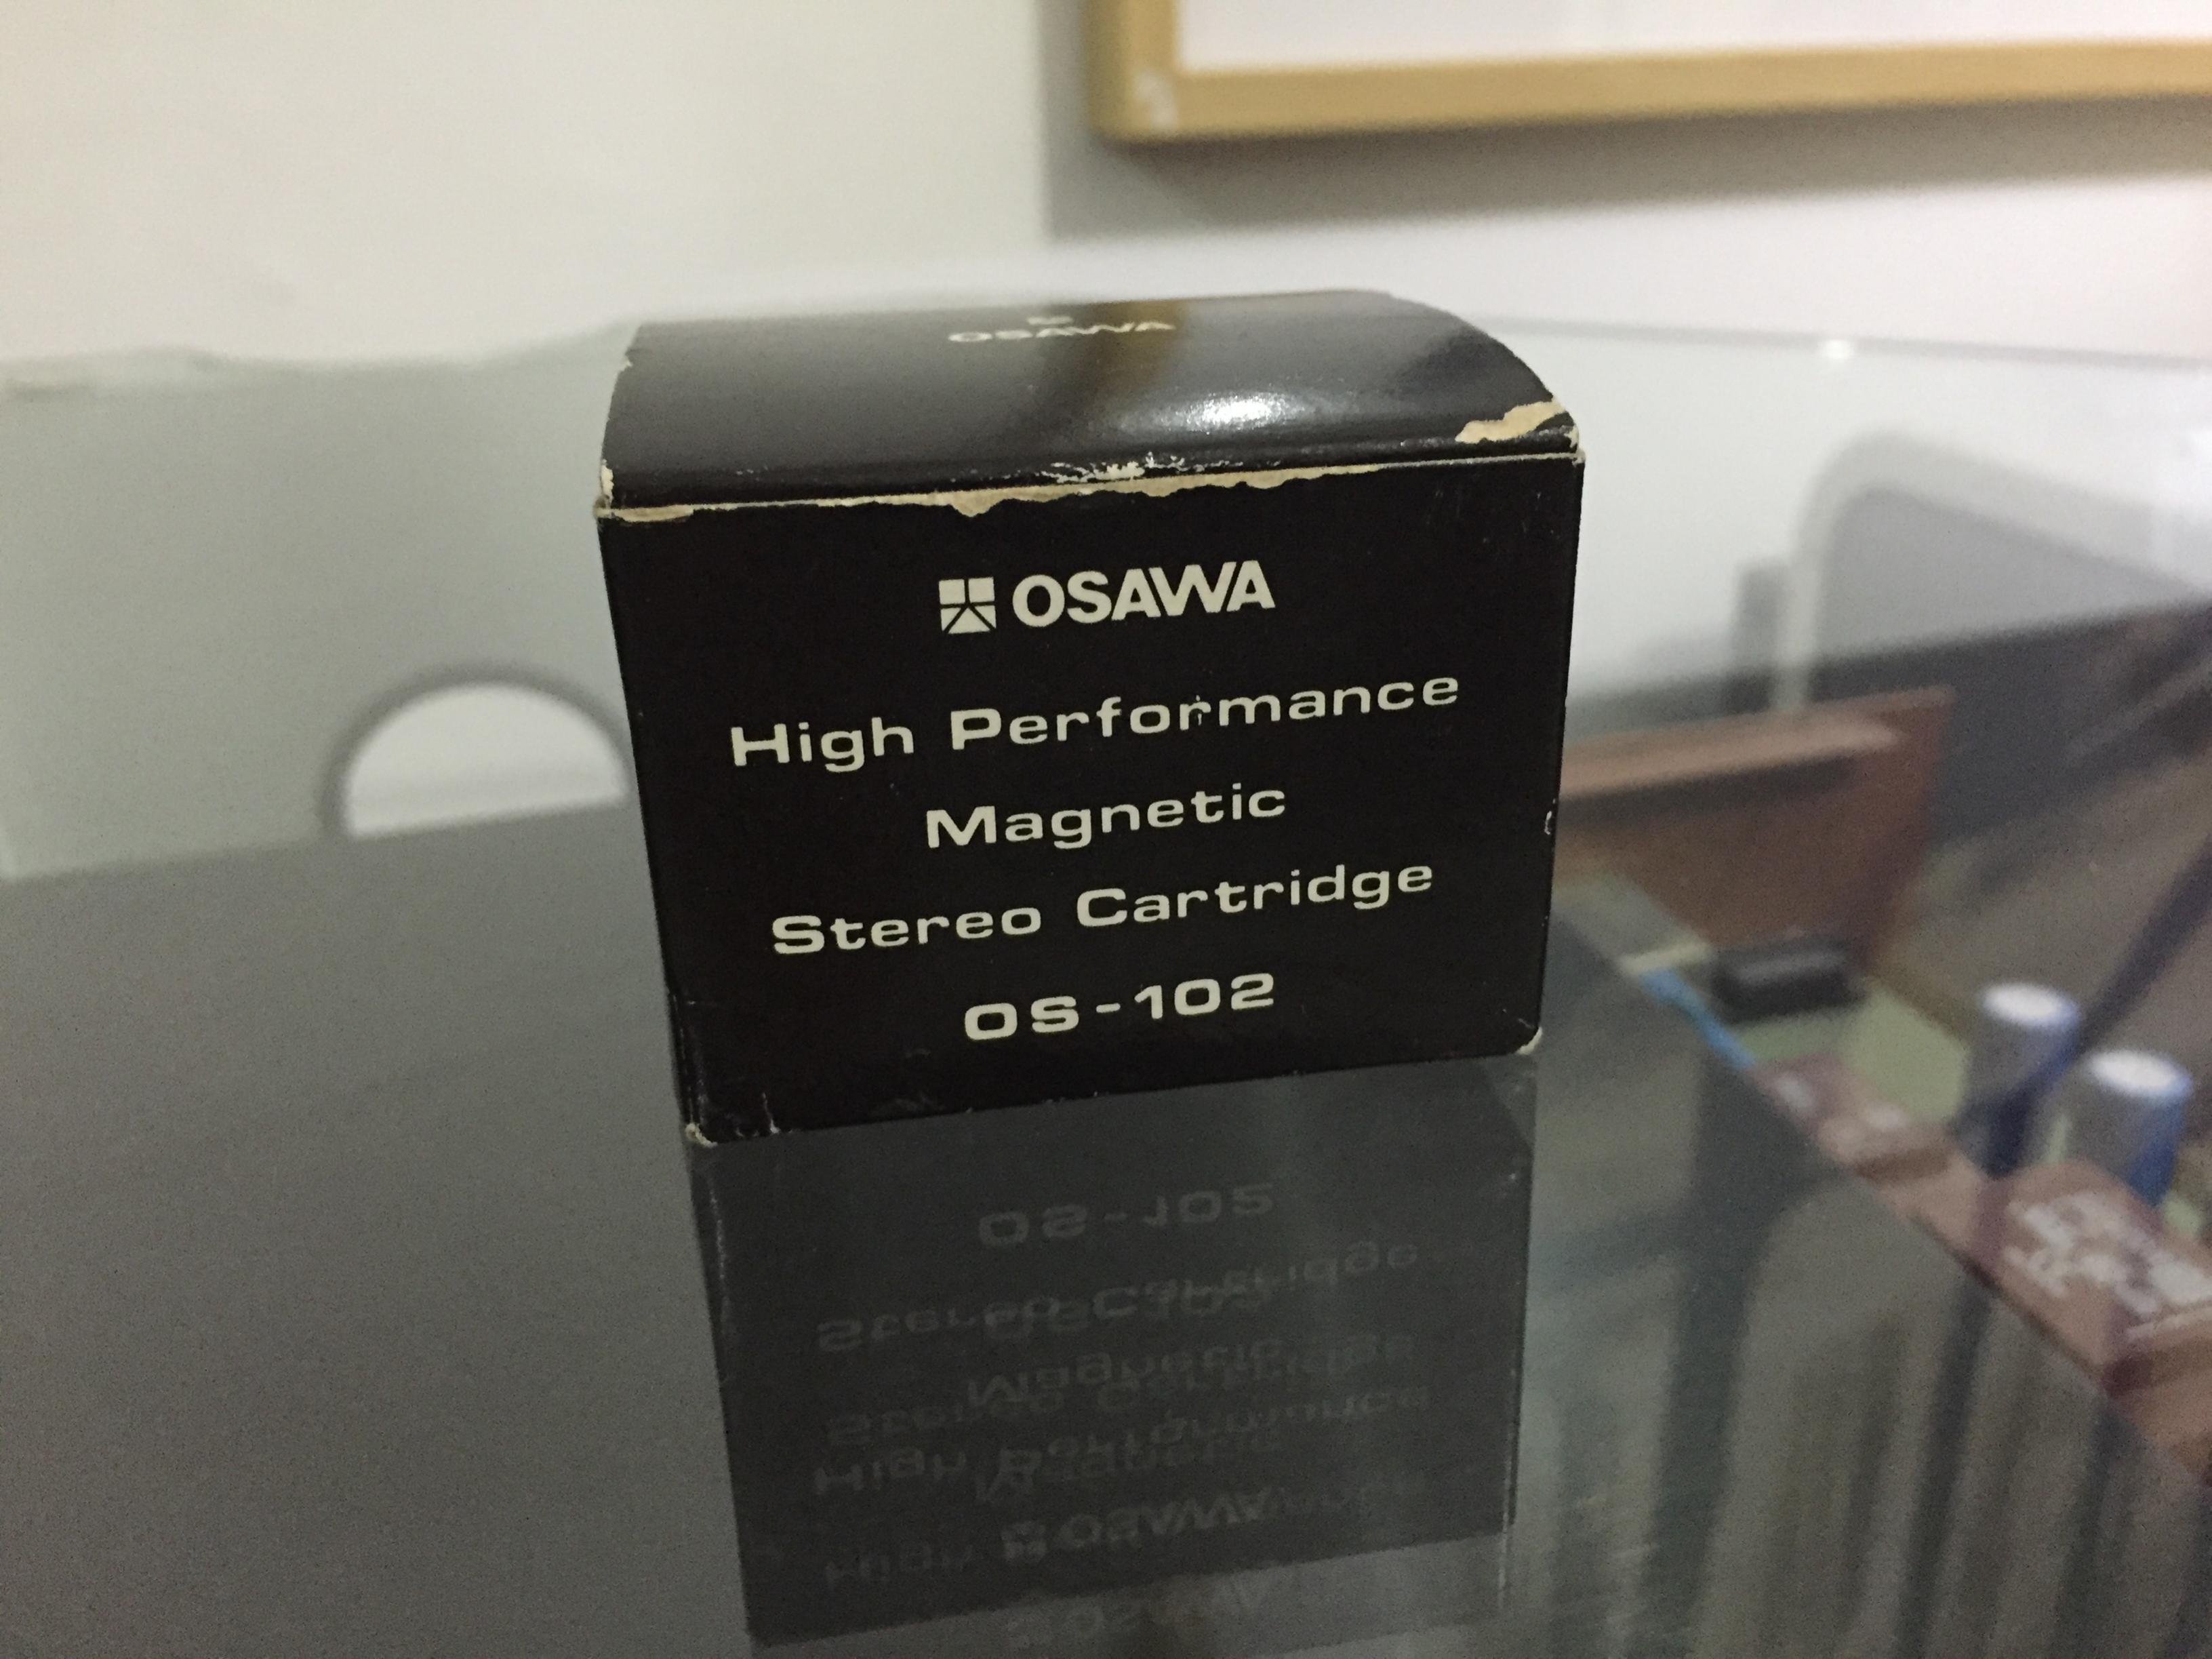 OSAWA
OSAWA
High Performance
Magnetic
Stereo Cartridge
OS-102